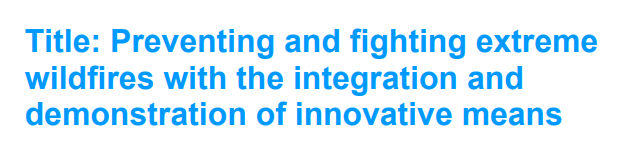 Title: Preventing and fighting extreme
wildfires with the integration and
demonstration of innovative means